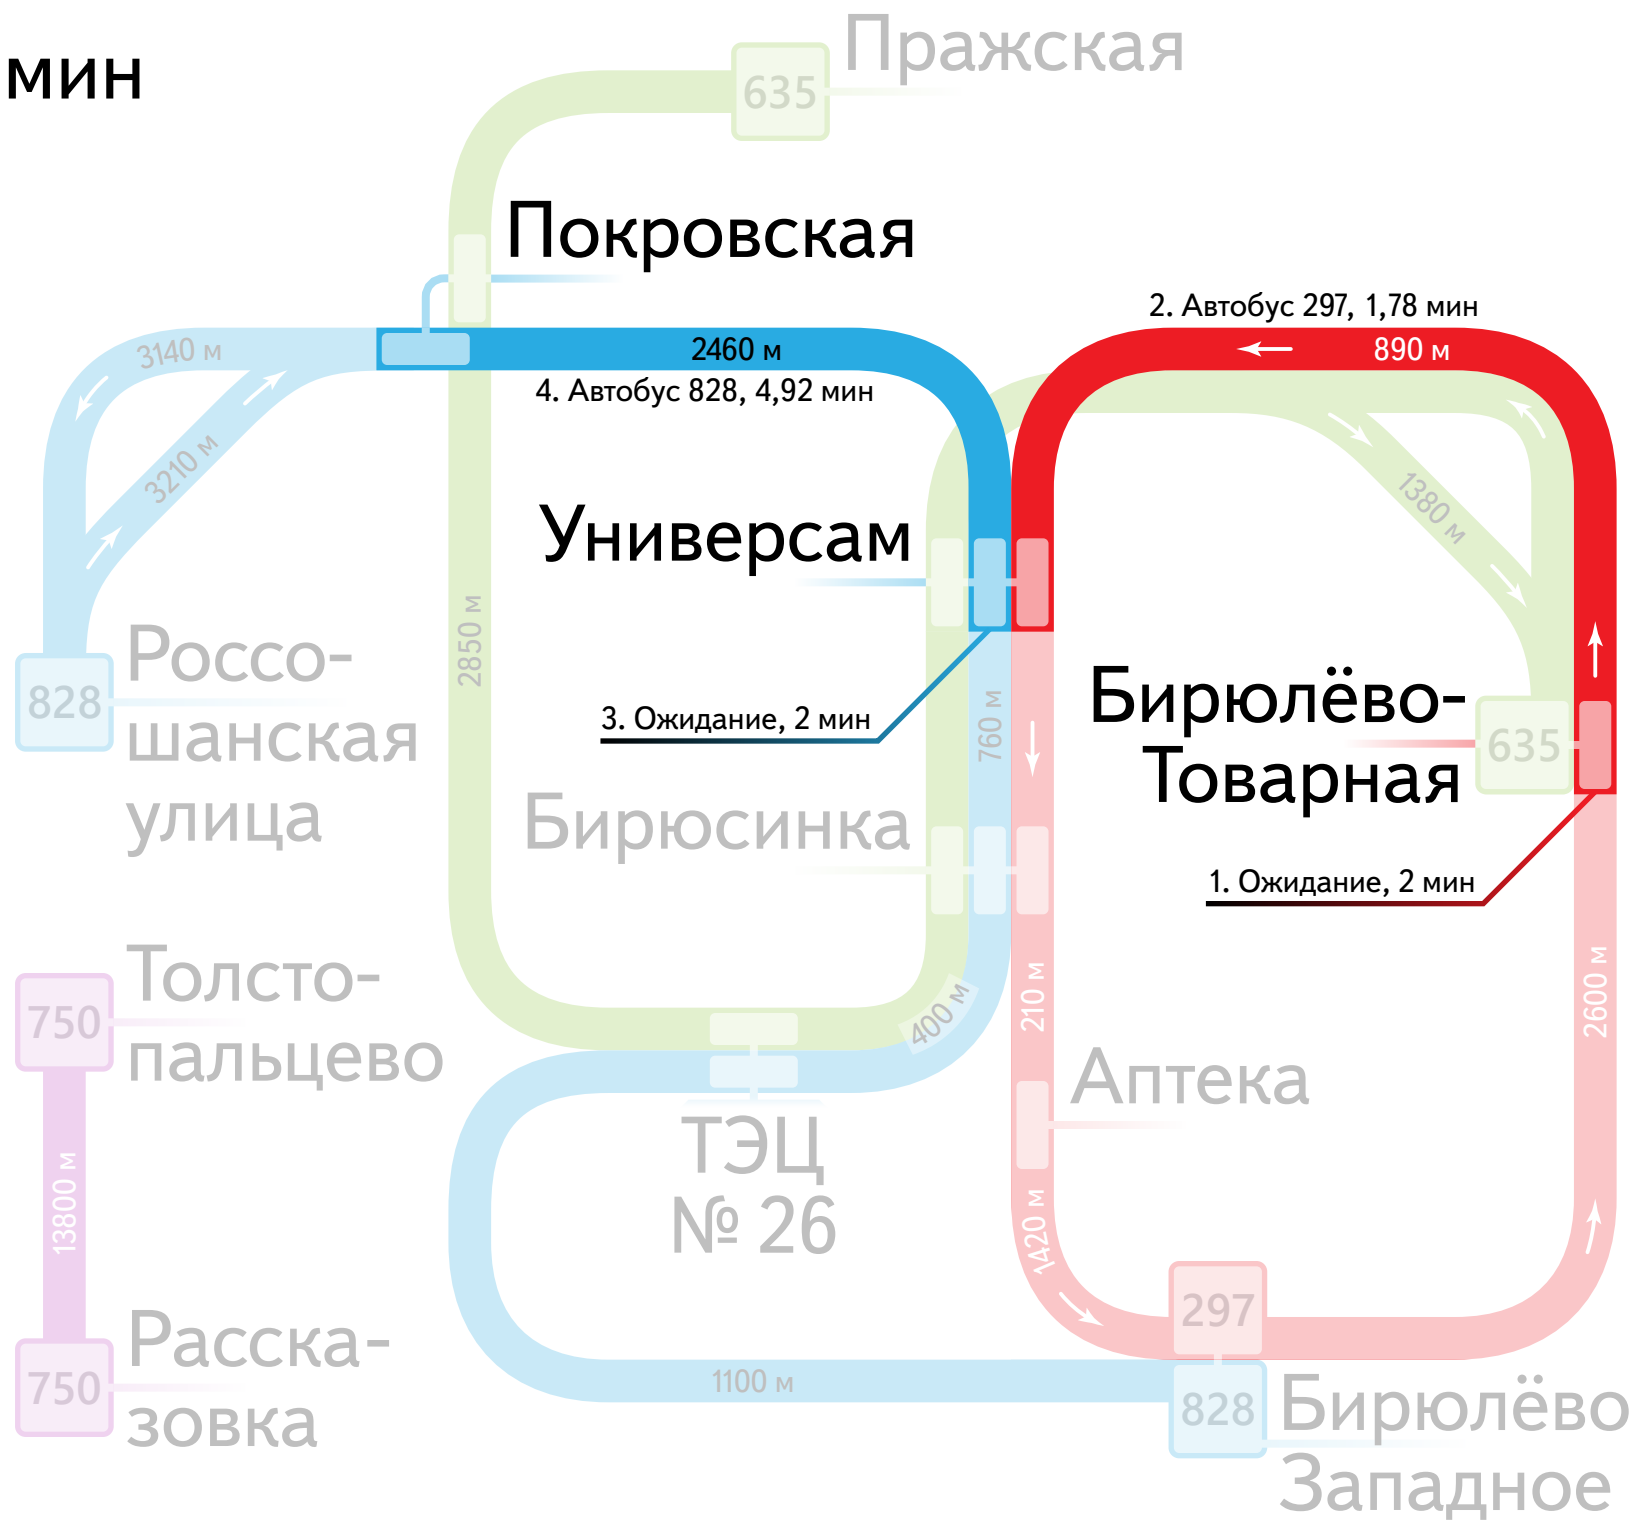 мин
635
Пражская
Покровская
2. Автобус 297, 1,78 мин
3140 м
2460 м
890 м
4. Автобус 828, 4,92 мин
3210 м
1380 м
Универсам
2850 м
828
Россо-
шанская
улица
3. Ожидание, 2 мин
760 м
Бирюлёво-
Товарная
635
Бирюсинка
1. Ожидание, 2 мин
750
Толсто-
пальцево
400 м
210 м
2600 м
Аптека
ТЭЦ
№ 26
13800 м
1420 м
297
750
Расска-
зовка
1100 м
828
Бирюлёво
Западное